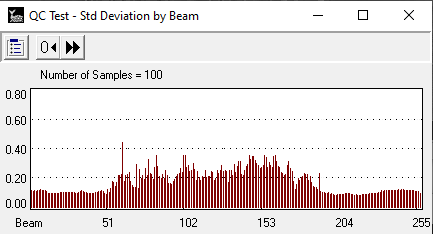 QC Test - Std Deviation by Beam
0
Number of Samples = 100
0.80
0.60
0.40
0.20
0.00
Beam 51 102 153 204 255